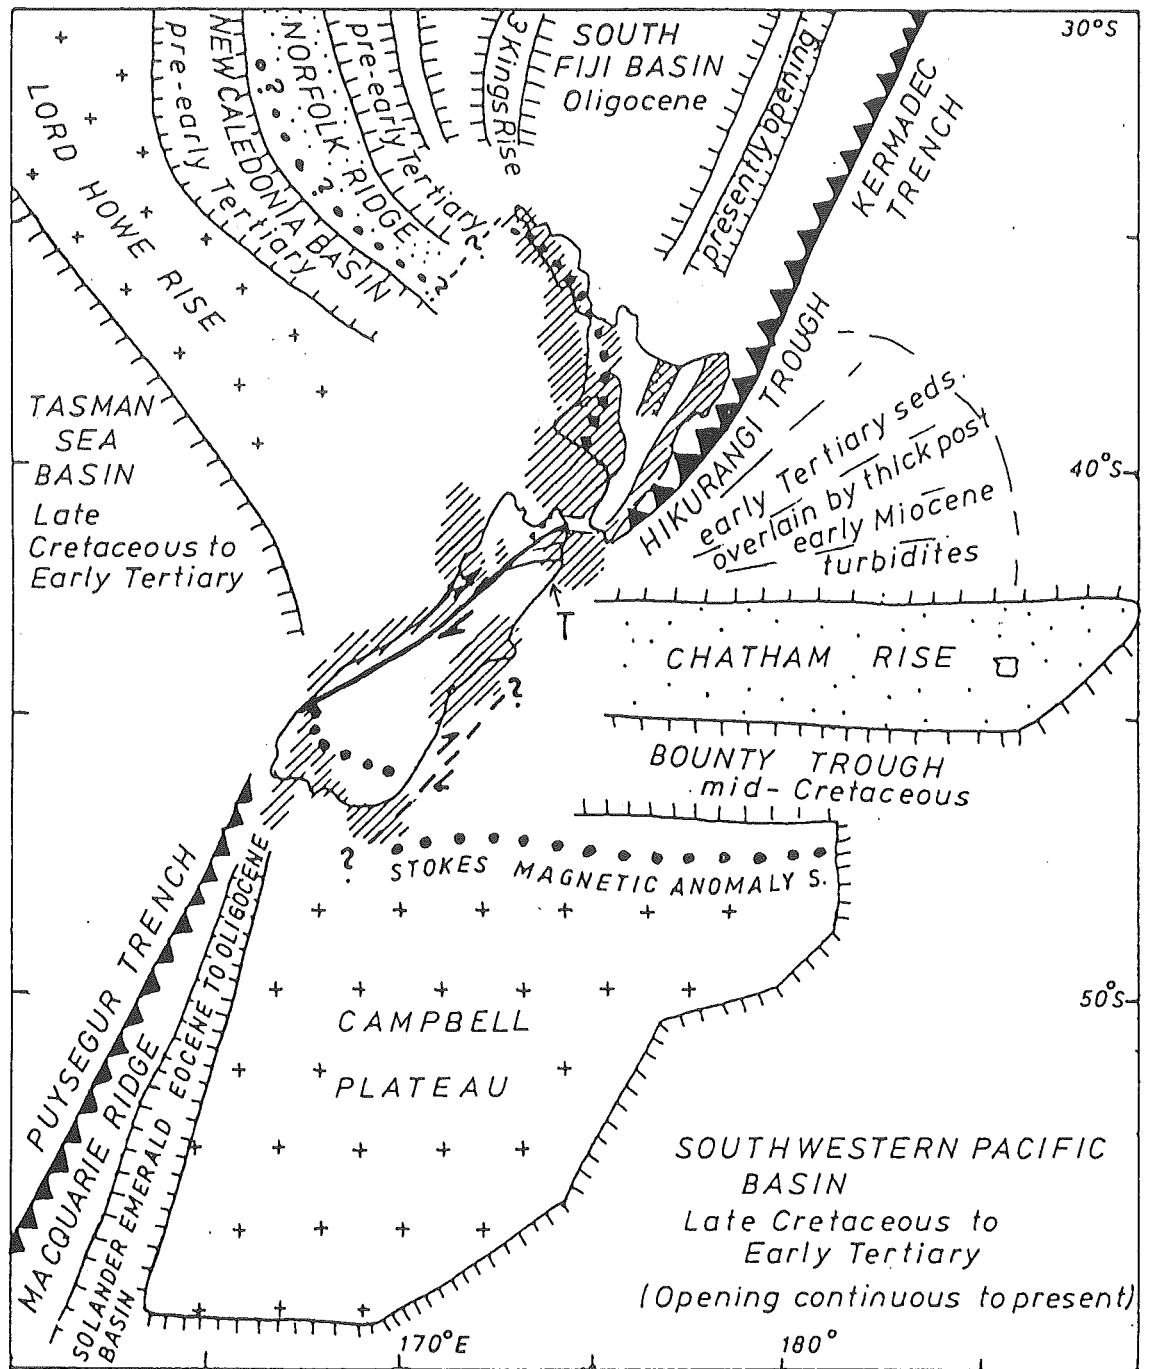 30°S
LORD HOWE RISE
pre-early Tertiary
NEW CALEDONIA BASIN
?
NORFOLK RIDGE
?
?
pre-early Tertiary
?
3 Kings Rise
SOUTH
FIJI BASIN
Oligocene
presently opening
KERMADEC
TRENCH
HIKURANGI TROUGH
TASMAN
SEA
BASIN
Late
Cretaceous to
Early Tertiary
early Tertiary seds.
overlain by thick post
early Miocene
turbidites
40°S
T
CHATHAM RISE
?
BOUNTY TROUGH
mid-Cretaceous
?
STOKES MAGNETIC ANOMALY S.
PUYSEGUR TRENCH
MACQUARIE RIDGE
SOLANDER EMERALD EOCENE TO OLIGOCENE
BASIN
CAMPBELL
PLATEAU
50°S
SOUTHWESTERN PACIFIC
BASIN
Late Cretaceous to
Early Tertiary
(Opening continuous to present)
170°E
180°